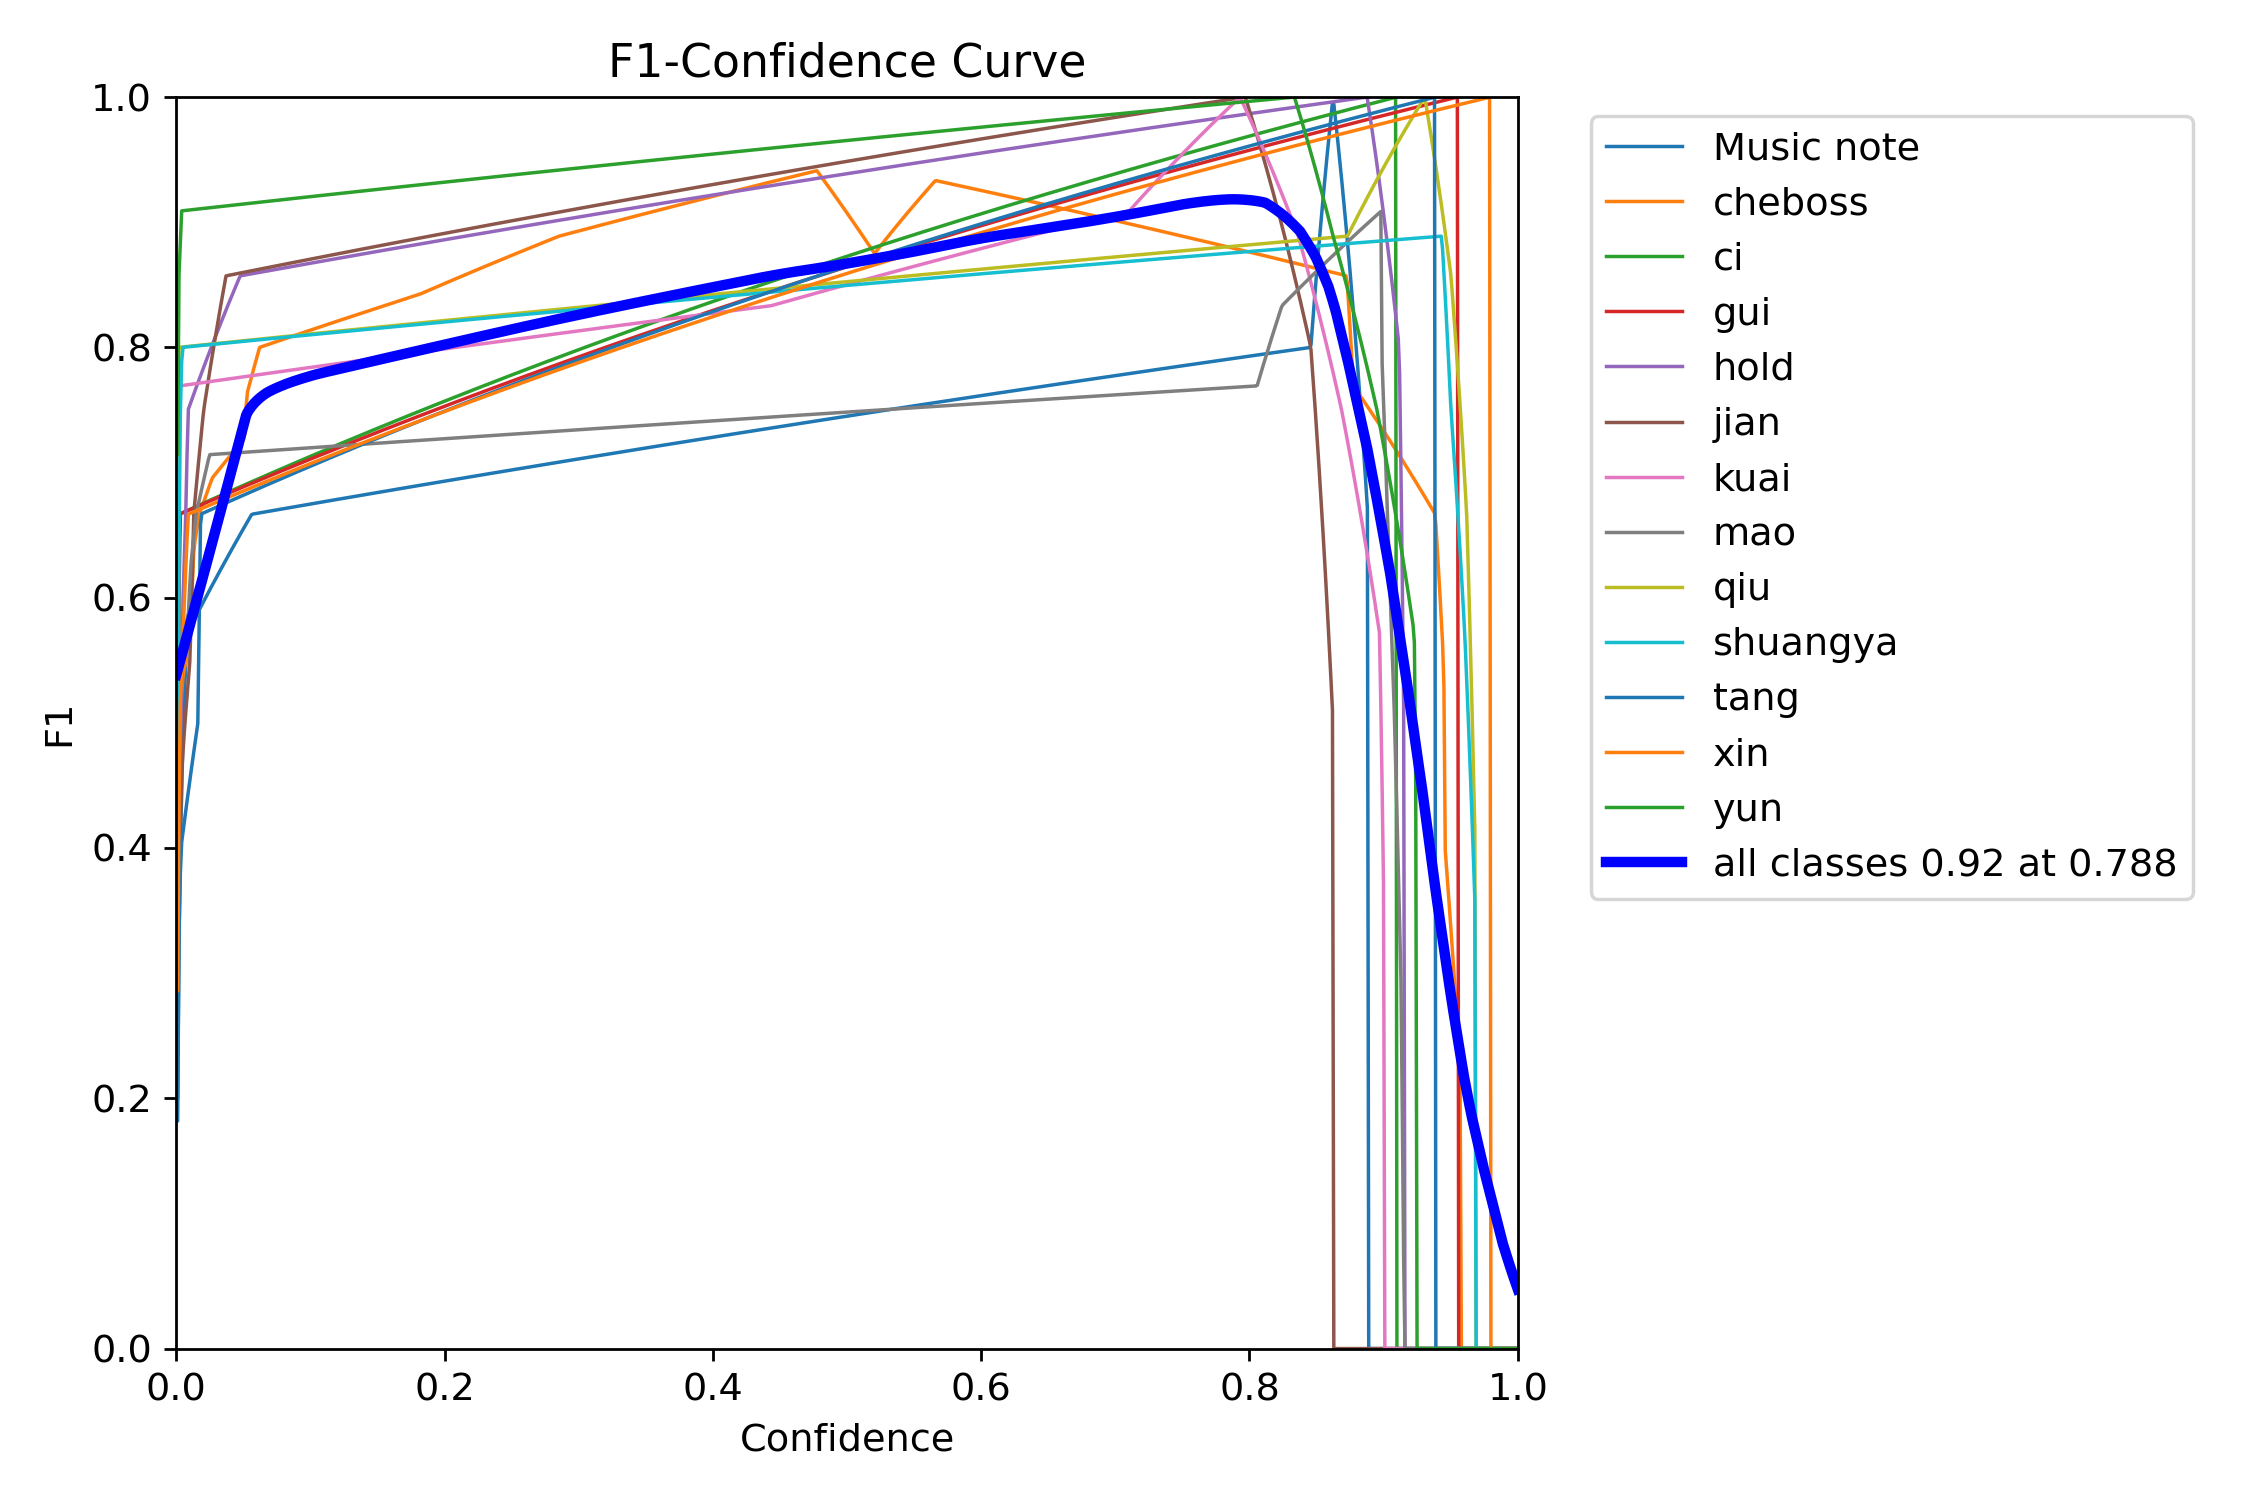 F1-Confidence Curve
1.0
0.8
0.6
0.4
0.2
0.0
F1
0.0 0.2 0.4 0.6 0.8 1.0
Confidence
Music note
cheboss
ci
gui
hold
jian
kuai
mao
qiu
shuangya
tang
xin
yun
all classes 0.92 at 0.788